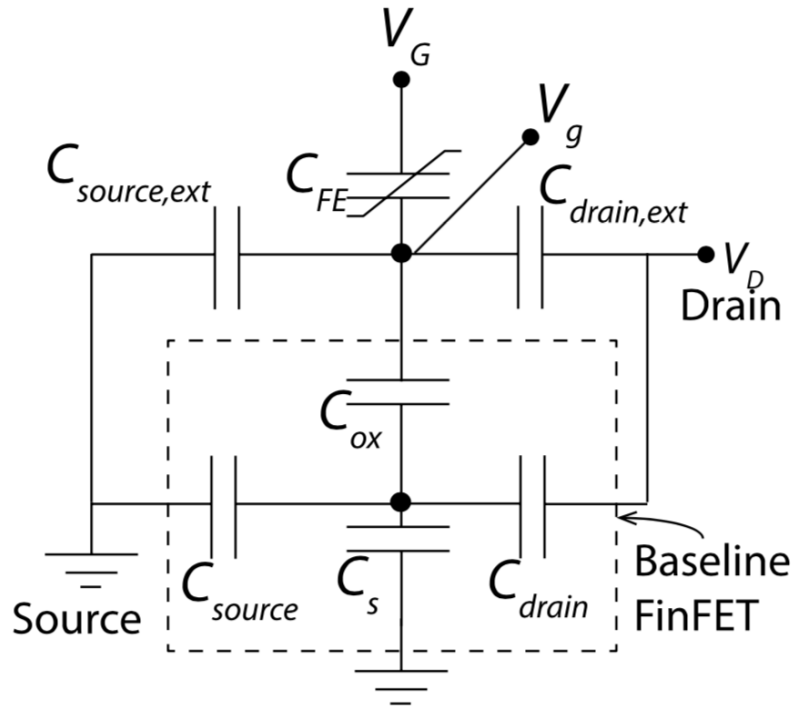 V_G
V_g
C_source,ext
C_FE
C_drain,ext
V_D
Drain
C_ox
C_source
C_s
C_drain
Source
Baseline
FinFET